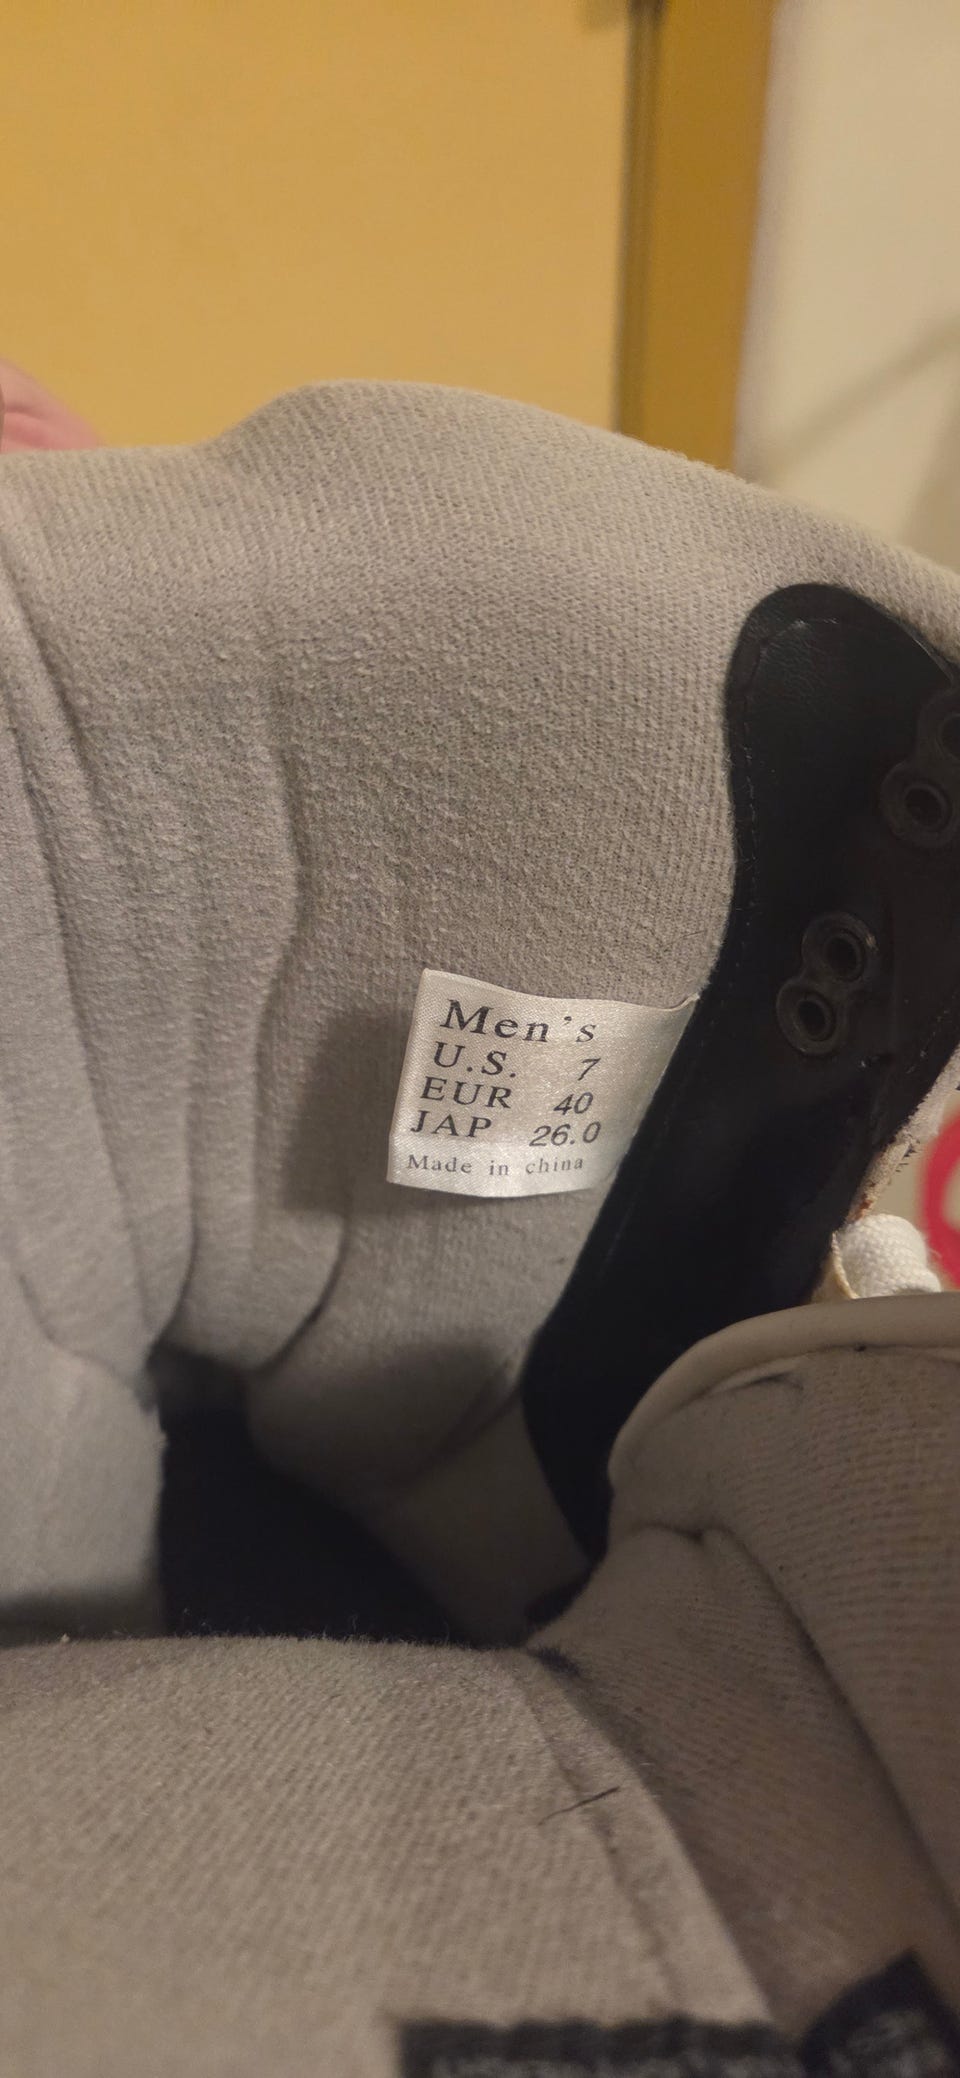 Men's
U.S. 7
EUR 40
JAP 26.0
Made in china